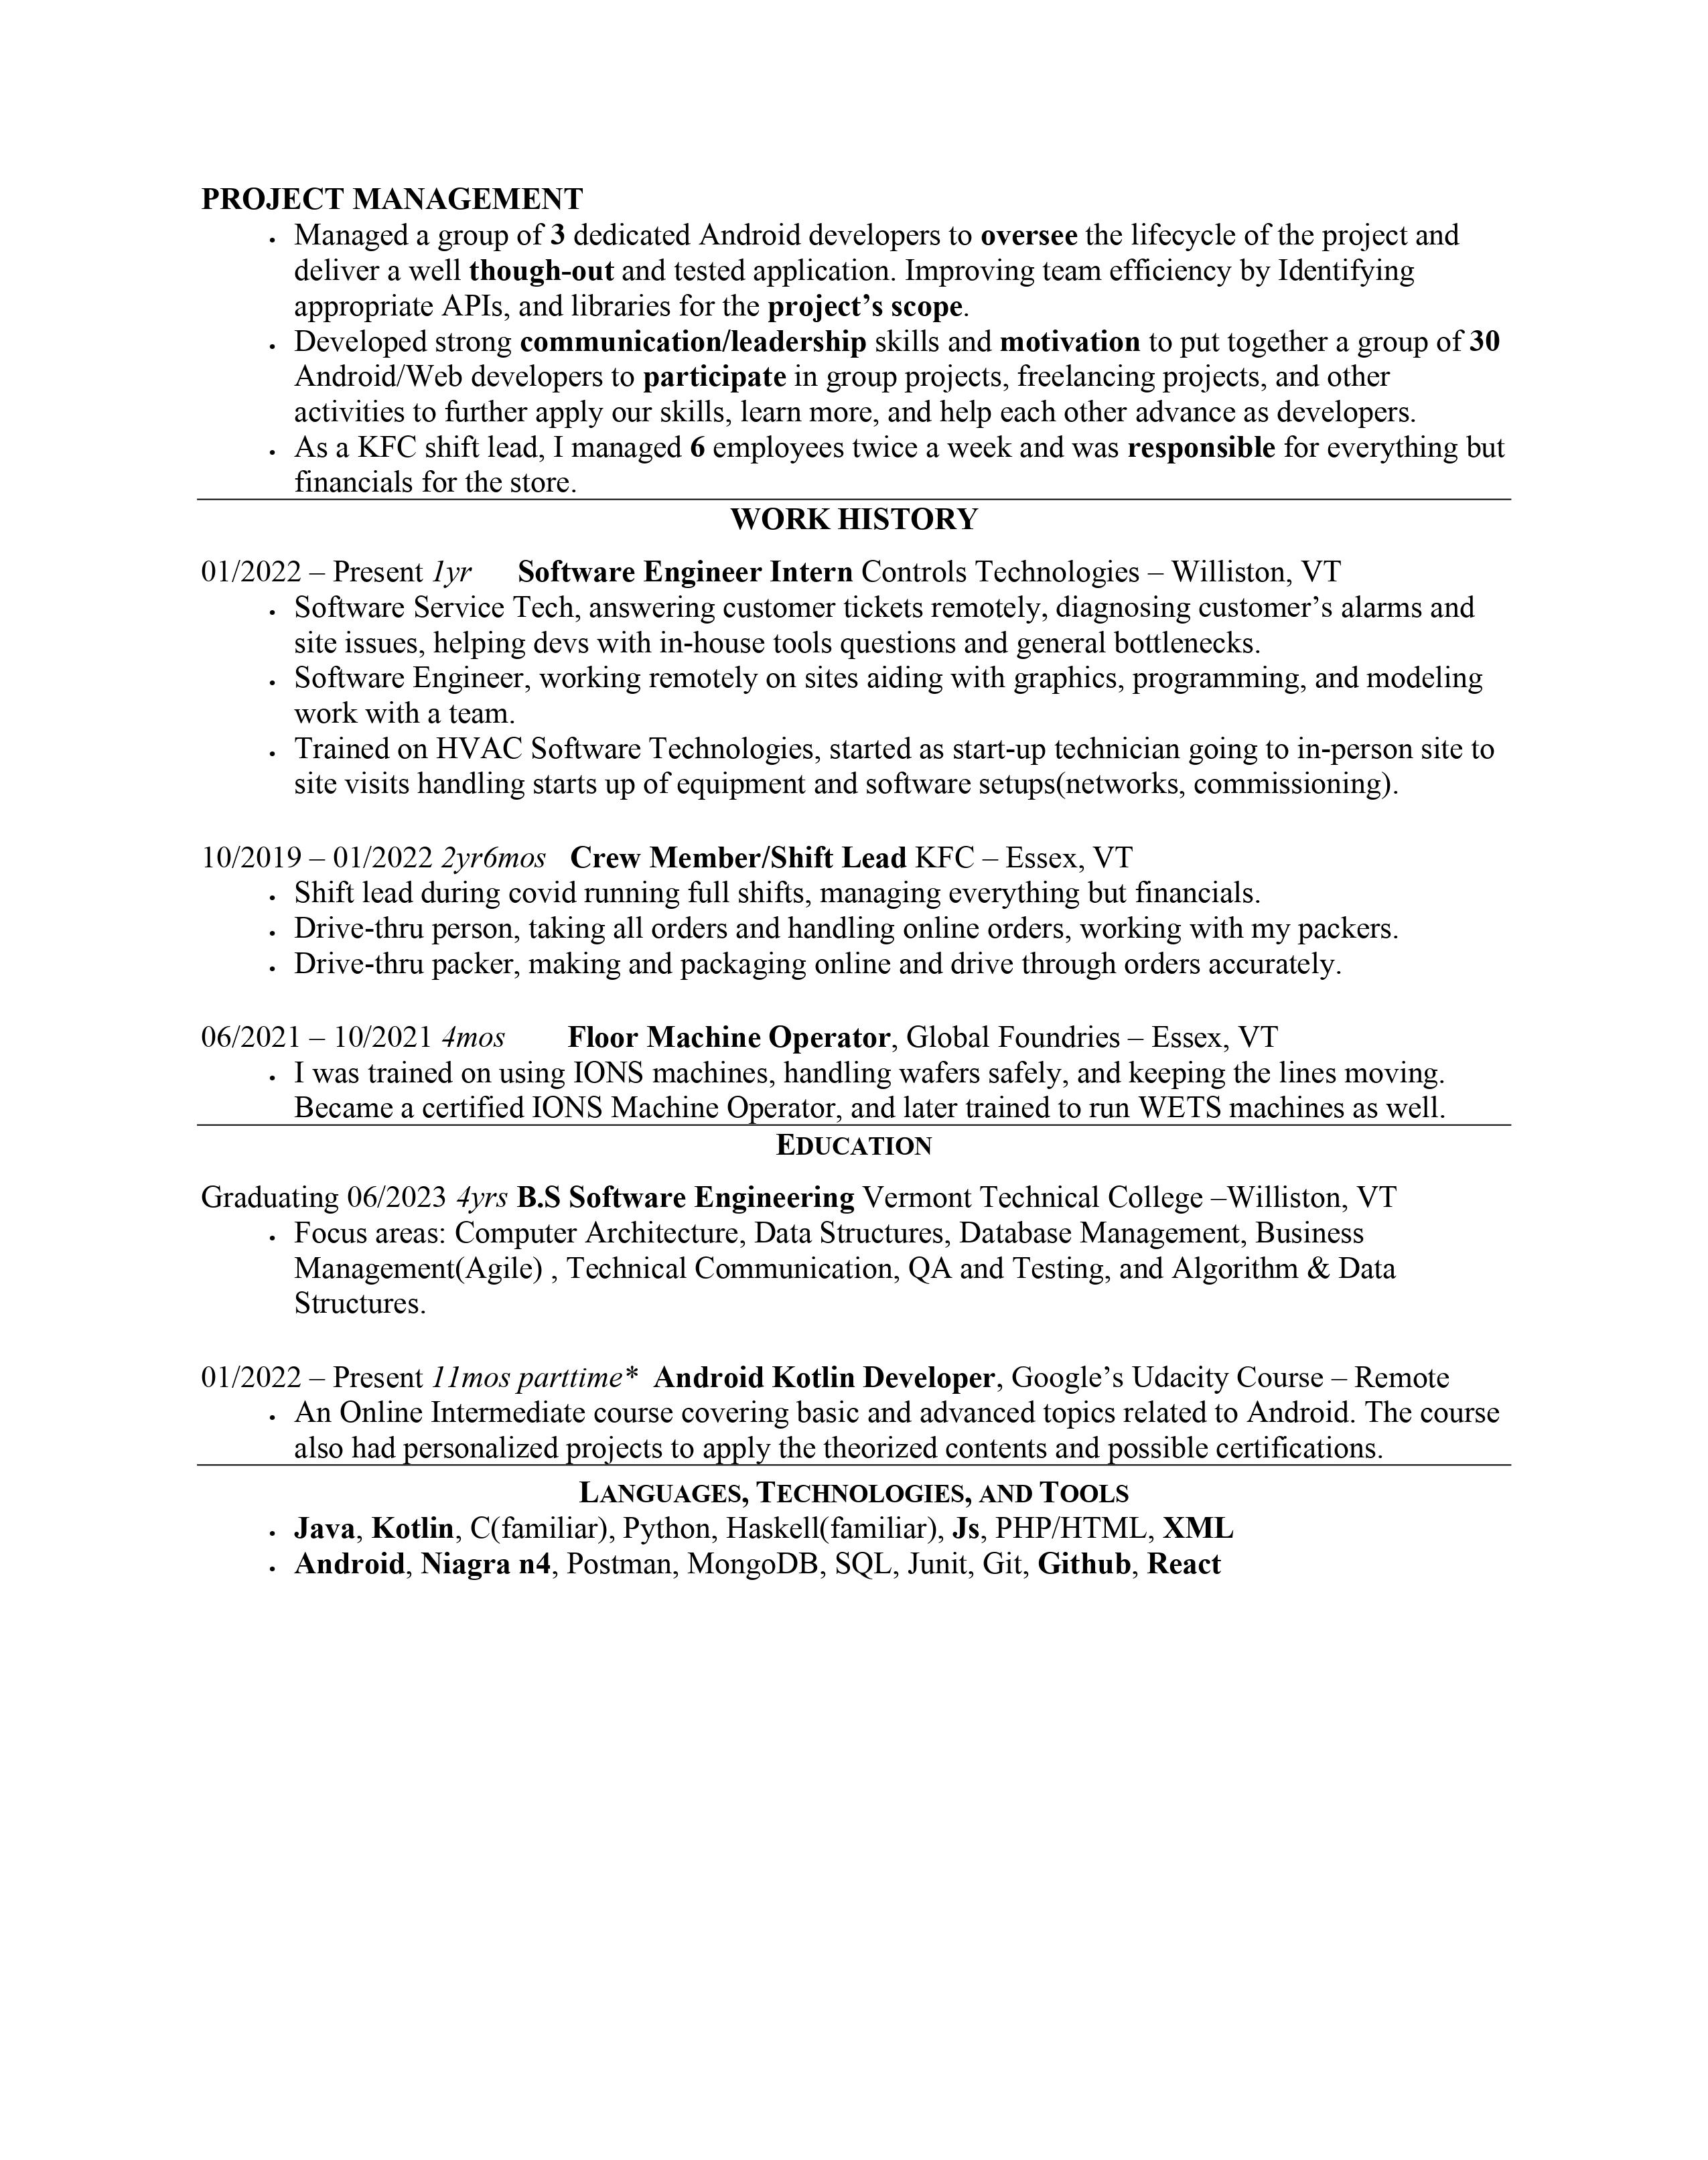 PROJECT MANAGEMENT
• Managed a group of 3 dedicated Android developers to oversee the lifecycle of the project and
deliver a well though-out and tested application. Improving team efficiency by Identifying
appropriate APIs, and libraries for the project’s scope.
• Developed strong communication/leadership skills and motivation to put together a group of 30
Android/Web developers to participate in group projects, freelancing projects, and other
activities to further apply our skills, learn more, and help each other advance as developers.
• As a KFC shift lead, I managed 6 employees twice a week and was responsible for everything but
financials for the store.
WORK HISTORY
01/2022 – Present 1yr Software Engineer Intern Controls Technologies – Williston, VT
• Software Service Tech, answering customer tickets remotely, diagnosing customer’s alarms and
site issues, helping devs with in-house tools questions and general bottlenecks.
• Software Engineer, working remotely on sites aiding with graphics, programming, and modeling
work with a team.
• Trained on HVAC Software Technologies, started as start-up technician going to in-person site to
site visits handling starts up of equipment and software setups(networks, commissioning).
10/2019 – 01/2022 2yr6mos Crew Member/Shift Lead KFC – Essex, VT
• Shift lead during covid running full shifts, managing everything but financials.
• Drive-thru person, taking all orders and handling online orders, working with my packers.
• Drive-thru packer, making and packaging online and drive through orders accurately.
06/2021 – 10/2021 4mos Floor Machine Operator, Global Foundries – Essex, VT
• I was trained on using IONS machines, handling wafers safely, and keeping the lines moving.
Became a certified IONS Machine Operator, and later trained to run WETS machines as well.
EDUCATION
Graduating 06/2023 4yrs B.S Software Engineering Vermont Technical College –Williston, VT
• Focus areas: Computer Architecture, Data Structures, Database Management, Business
Management(Agile) , Technical Communication, QA and Testing, and Algorithm & Data
Structures.
01/2022 – Present 11mos parttime* Android Kotlin Developer, Google’s Udacity Course – Remote
• An Online Intermediate course covering basic and advanced topics related to Android. The course
also had personalized projects to apply the theorized contents and possible certifications.
LANGUAGES, TECHNOLOGIES, AND TOOLS
• Java, Kotlin, C(familiar), Python, Haskell(familiar), Js, PHP/HTML, XML
• Android, Niagra n4, Postman, MongoDB, SQL, Junit, Git, Github, React